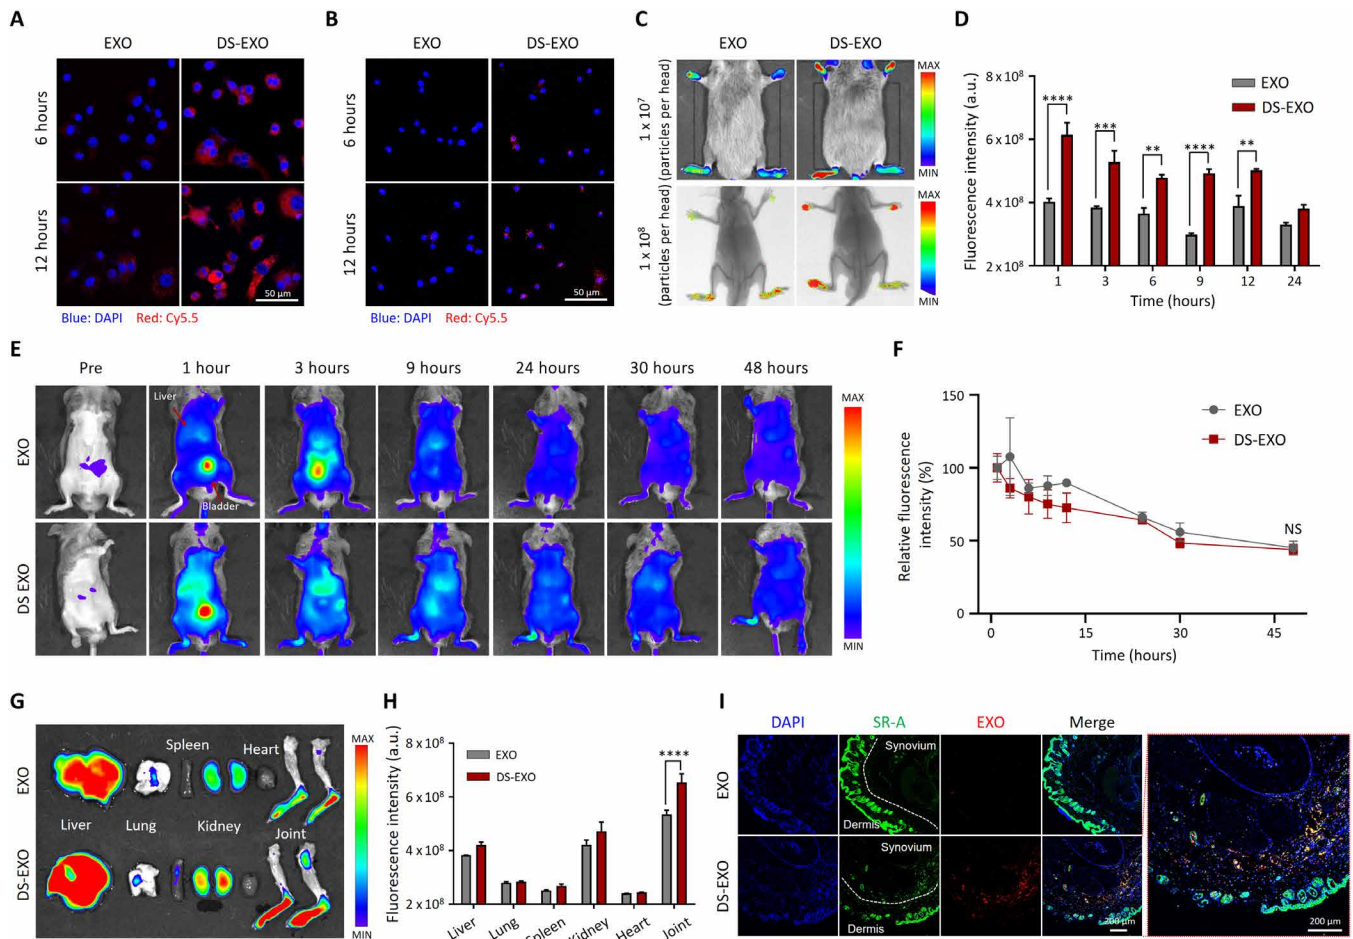 A
EXO
DS-EXO
6 hours
12 hours
50 µm
Blue: DAPI Red: Cy5.5
B
EXO
DS-EXO
6 hours
12 hours
50 µm
Blue: DAPI Red: Cy5.5
C
EXO
DS-EXO
1 x 10⁷
(particles per head)
1 x 10⁸
(particles per head)
MAX
MIN
MAX
MIN
D
Fluorescence intensity (a.u.)
8 x 10⁸
6 x 10⁸
4 x 10⁸
2 x 10⁸
EXO
DS-EXO
**** *** ** **** **
1 3 6 9 12 24
Time (hours)
E
Pre 1 hour 3 hours 9 hours 24 hours 30 hours 48 hours
EXO
DS EXO
Liver
Bladder
MAX
MIN
F
Relative fluorescence
intensity (%)
150
100
50
0
EXO
DS-EXO
NS
0 15 30 45
Time (hours)
G
EXO
DS-EXO
Spleen Heart
Liver Lung Kidney Joint
MAX
MIN
H
Fluorescence intensity (a.u.)
8 x 10⁸
6 x 10⁸
4 x 10⁸
2 x 10⁸
EXO
DS-EXO
****
Liver Lung Spleen Kidney Heart Joint
I
DAPI SR-A EXO Merge
EXO
DS-EXO
Synovium
Dermis
Synovium
Dermis
200 µm
200 µm